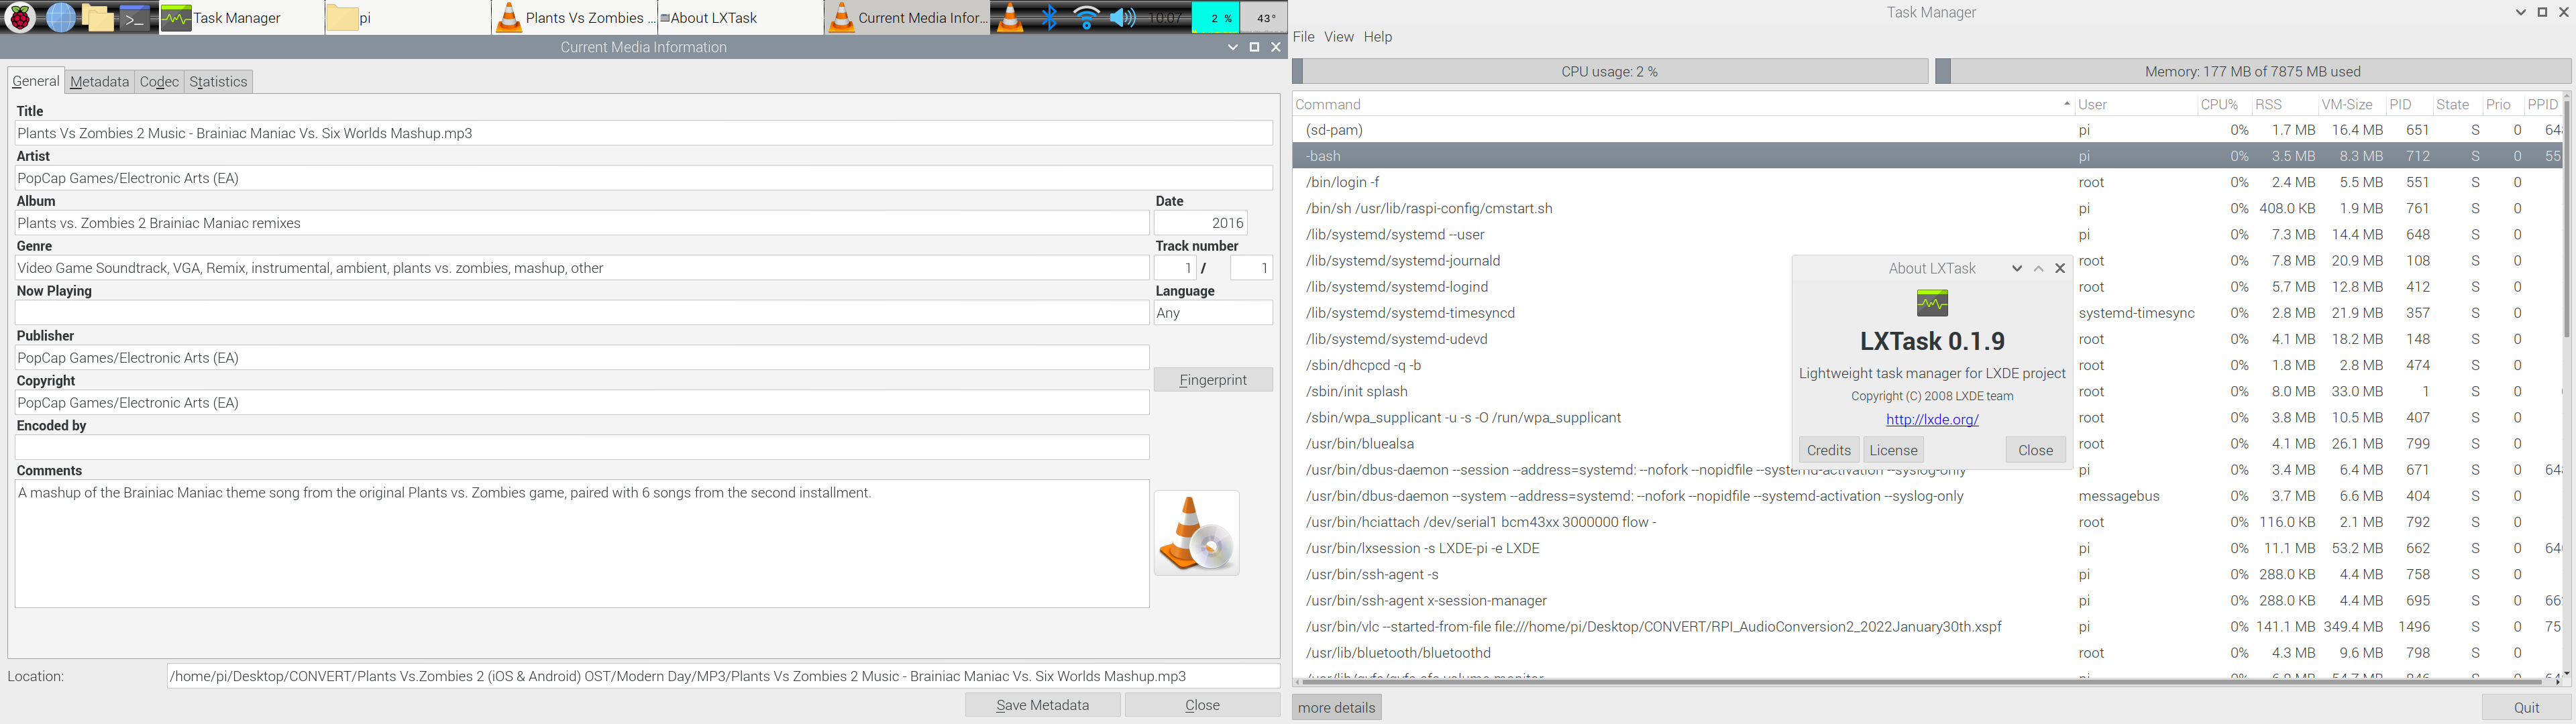 Task Manager
pi
Plants Vs Zombies ...
About LXTask
Current Media Infor...
10:07
2 %
43°
Current Media Information
General
Metadata
Codec
Statistics
Title
Plants Vs Zombies 2 Music - Brainiac Maniac Vs. Six Worlds Mashup.mp3
Artist
PopCap Games/Electronic Arts (EA)
Album
Date
Plants vs. Zombies 2 Brainiac Maniac remixes
2016
Genre
Track number
Video Game Soundtrack, VGA, Remix, instrumental, ambient, plants vs. zombies, mashup, other
1 / 1
Now Playing
Language
Any
Publisher
PopCap Games/Electronic Arts (EA)
Fingerprint
Copyright
PopCap Games/Electronic Arts (EA)
Encoded by
Comments
A mashup of the Brainiac Maniac theme song from the original Plants vs. Zombies game, paired with 6 songs from the second installment.
Location:
/home/pi/Desktop/CONVERT/Plants Vs.Zombies 2 (iOS & Android) OST/Modern Day/MP3/Plants Vs Zombies 2 Music - Brainiac Maniac Vs. Six Worlds Mashup.mp3
Save Metadata
Close
Task Manager
File View Help
CPU usage: 2 %
Memory: 177 MB of 7875 MB used
Command User CPU% RSS VM-Size PID State Prio PPID
(sd-pam) pi 0% 1.7 MB 16.4 MB 651 S 0
-bash pi 0% 3.5 MB 8.3 MB 712 S 0
/bin/login -f root 0% 2.4 MB 5.5 MB 551 S 0
/bin/sh /usr/lib/raspi-config/cmstart.sh pi 0% 408.0 KB 1.9 MB 761 S 0
/lib/systemd/systemd --user pi 0% 7.3 MB 14.4 MB 648 S 0
/lib/systemd/systemd-journald root 0% 7.8 MB 20.9 MB 108 S 0
/lib/systemd/systemd-logind root 0% 5.7 MB 12.8 MB 412 S 0
/lib/systemd/systemd-timesyncd systemd-timesync 0% 2.8 MB 21.9 MB 357 S 0
/lib/systemd/systemd-udevd root 0% 4.1 MB 18.2 MB 148 S 0
/sbin/dhcpcd -q -b root 0% 1.8 MB 2.8 MB 474 S 0
/sbin/init splash root 0% 8.0 MB 33.0 MB 1 S 0
/sbin/wpa_supplicant -u -s -O /run/wpa_supplicant root 0% 3.8 MB 10.5 MB 407 S 0
/usr/bin/bluealsa root 0% 4.1 MB 26.1 MB 799 S 0
/usr/bin/dbus-daemon --session --address=systemd: --nofork --nopidfile --systemd-activation --syslog-only pi 0% 3.4 MB 6.4 MB 671 S 0
/usr/bin/dbus-daemon --system --address=systemd: --nofork --nopidfile --systemd-activation --syslog-only messagebus 0% 3.7 MB 6.6 MB 404 S 0
/usr/bin/hciattach /dev/serial1 bcm43xx 3000000 flow - root 0% 116.0 KB 2.1 MB 792 S 0
/usr/bin/lxsession -s LXDE-pi -e LXDE pi 0% 11.1 MB 53.2 MB 662 S 0
/usr/bin/ssh-agent -s pi 0% 288.0 KB 4.4 MB 758 S 0
/usr/bin/ssh-agent x-session-manager pi 0% 288.0 KB 4.4 MB 695 S 0
/usr/bin/vlc --started-from-file file:///home/pi/Desktop/CONVERT/RPI_AudioConversion2_2022January30th.xspf pi 0% 141.1 MB 349.4 MB 1496 S 0
/usr/lib/bluetooth/bluetoothd root 0% 4.3 MB 9.6 MB 798 S 0
About LXTask
LXTask 0.1.9
Lightweight task manager for LXDE project
Copyright (C) 2008 LXDE team
http://lxde.org/
Credits License Close
more details
Quit